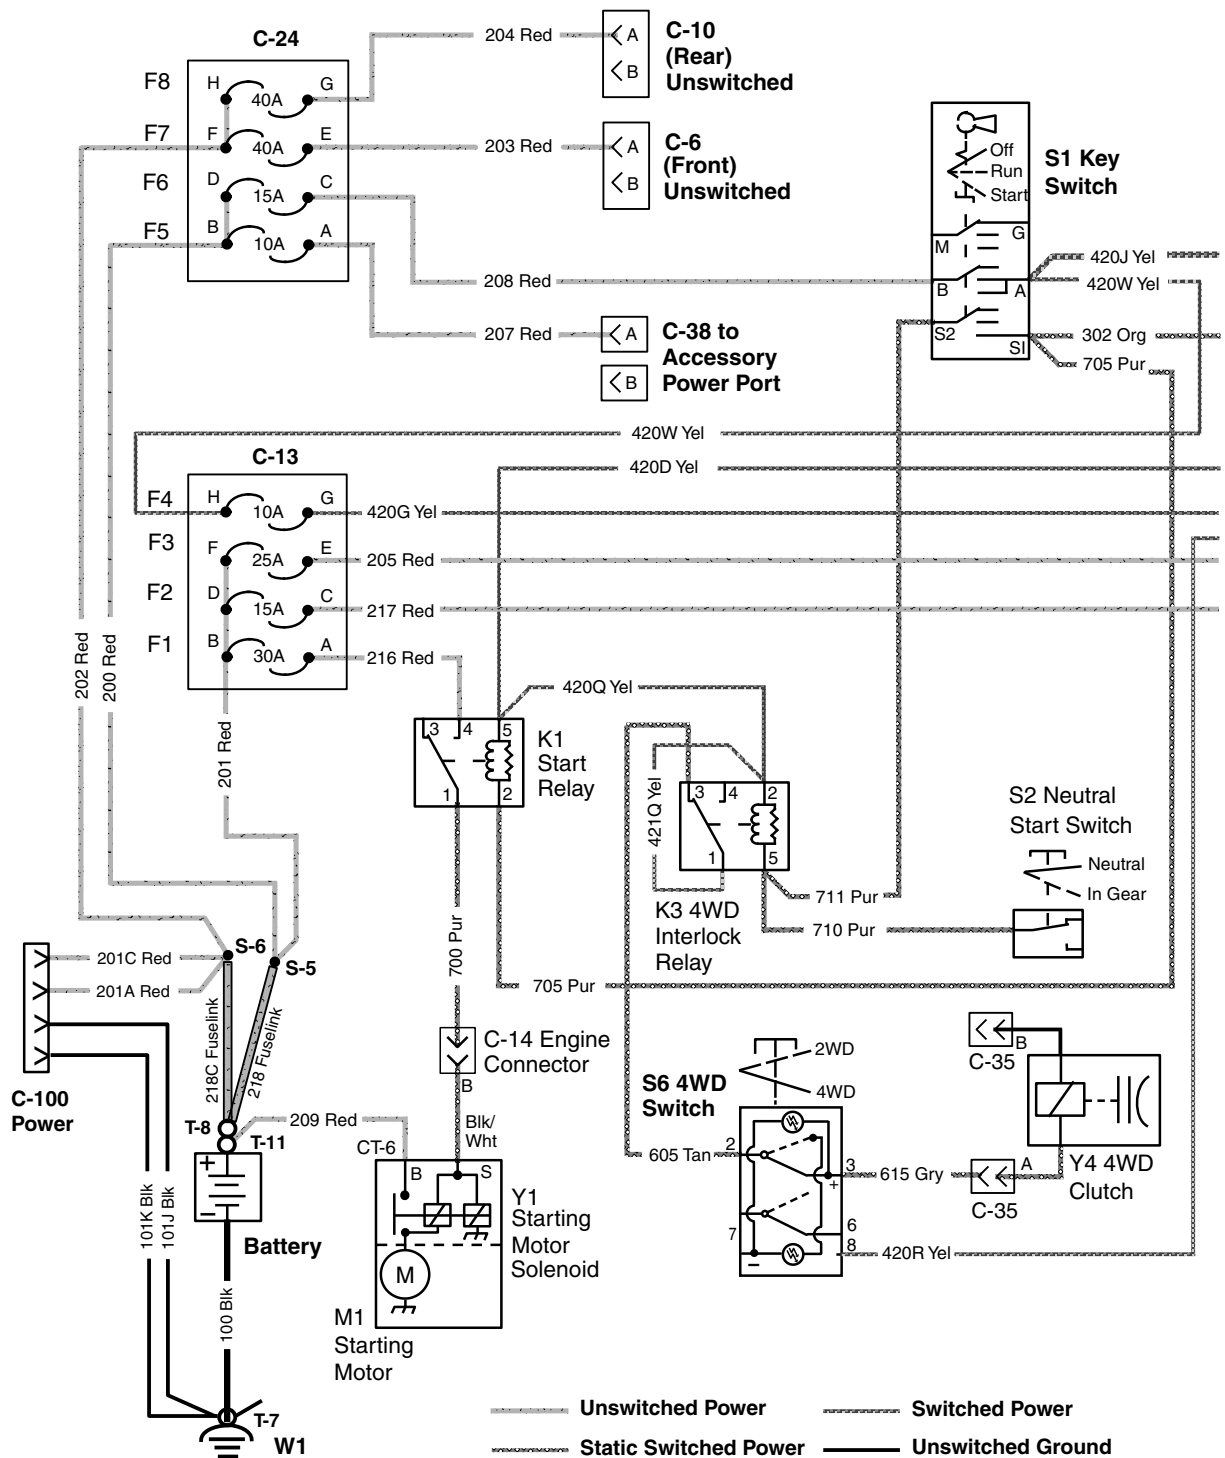 C-24
F8
H
40A
G
204 Red
A
B
C-10
(Rear)
Unswitched
F7
F
40A
E
203 Red
A
B
C-6
(Front)
Unswitched
F6
D
15A
C
208 Red
F5
B
10A
A
207 Red
A
B
C-38 to
Accessory
Power Port
Off
Run
Start
S1 Key
Switch
M
G
B
A
S2
SI
420J Yel
420W Yel
302 Org
705 Pur
420W Yel
420D Yel
C-13
F4
H
10A
G
420G Yel
F3
F
25A
E
205 Red
F2
D
15A
C
217 Red
F1
B
30A
A
216 Red
202 Red
200 Red
201 Red
420Q Yel
3
4
5
1
2
K1
Start
Relay
421Q Yel
3
4
2
1
5
K3 4WD
Interlock
Relay
711 Pur
710 Pur
S2 Neutral
Start Switch
Neutral
In Gear
700 Pur
705 Pur
S-6
S-5
201C Red
201A Red
218C Fuselink
218 Fuselink
C-100
Power
T-8
T-11
209 Red
C-14 Engine
Connector
B
Blk/
Wht
CT-6
B
S
+
–
Battery
M
Y1
Starting
Motor
Solenoid
M1
Starting
Motor
101K Blk
101J Blk
100 Blk
T-7
W1
S6 4WD
Switch
2WD
4WD
605 Tan
2
3
+
7
6
8
–
615 Gry
420R Yel
B
C-35
A
C-35
Y4 4WD
Clutch
Unswitched Power
Switched Power
Static Switched Power
Unswitched Ground